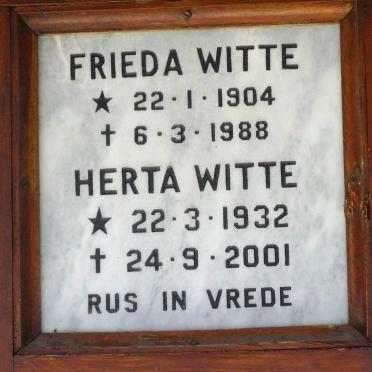 FRIEDA WITTE
★ 22·1·1904
† 6·3·1988
HERTA WITTE
★ 22·3·1932
† 24·9·2001
RUS IN VREDE